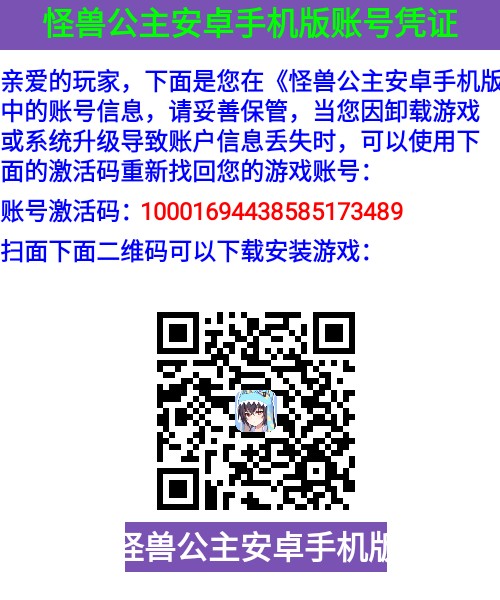 怪兽公主安卓手机版账号凭证
亲爱的玩家，下面是您在《怪兽公主安卓手机版
中的账号信息，请妥善保管，当您因卸载游戏
或系统升级导致账户信息丢失时，可以使用下
面的激活码重新找回您的游戏账号：
账号激活码：10001694438585173489
扫面下面二维码可以下载安装游戏：
怪兽公主安卓手机版